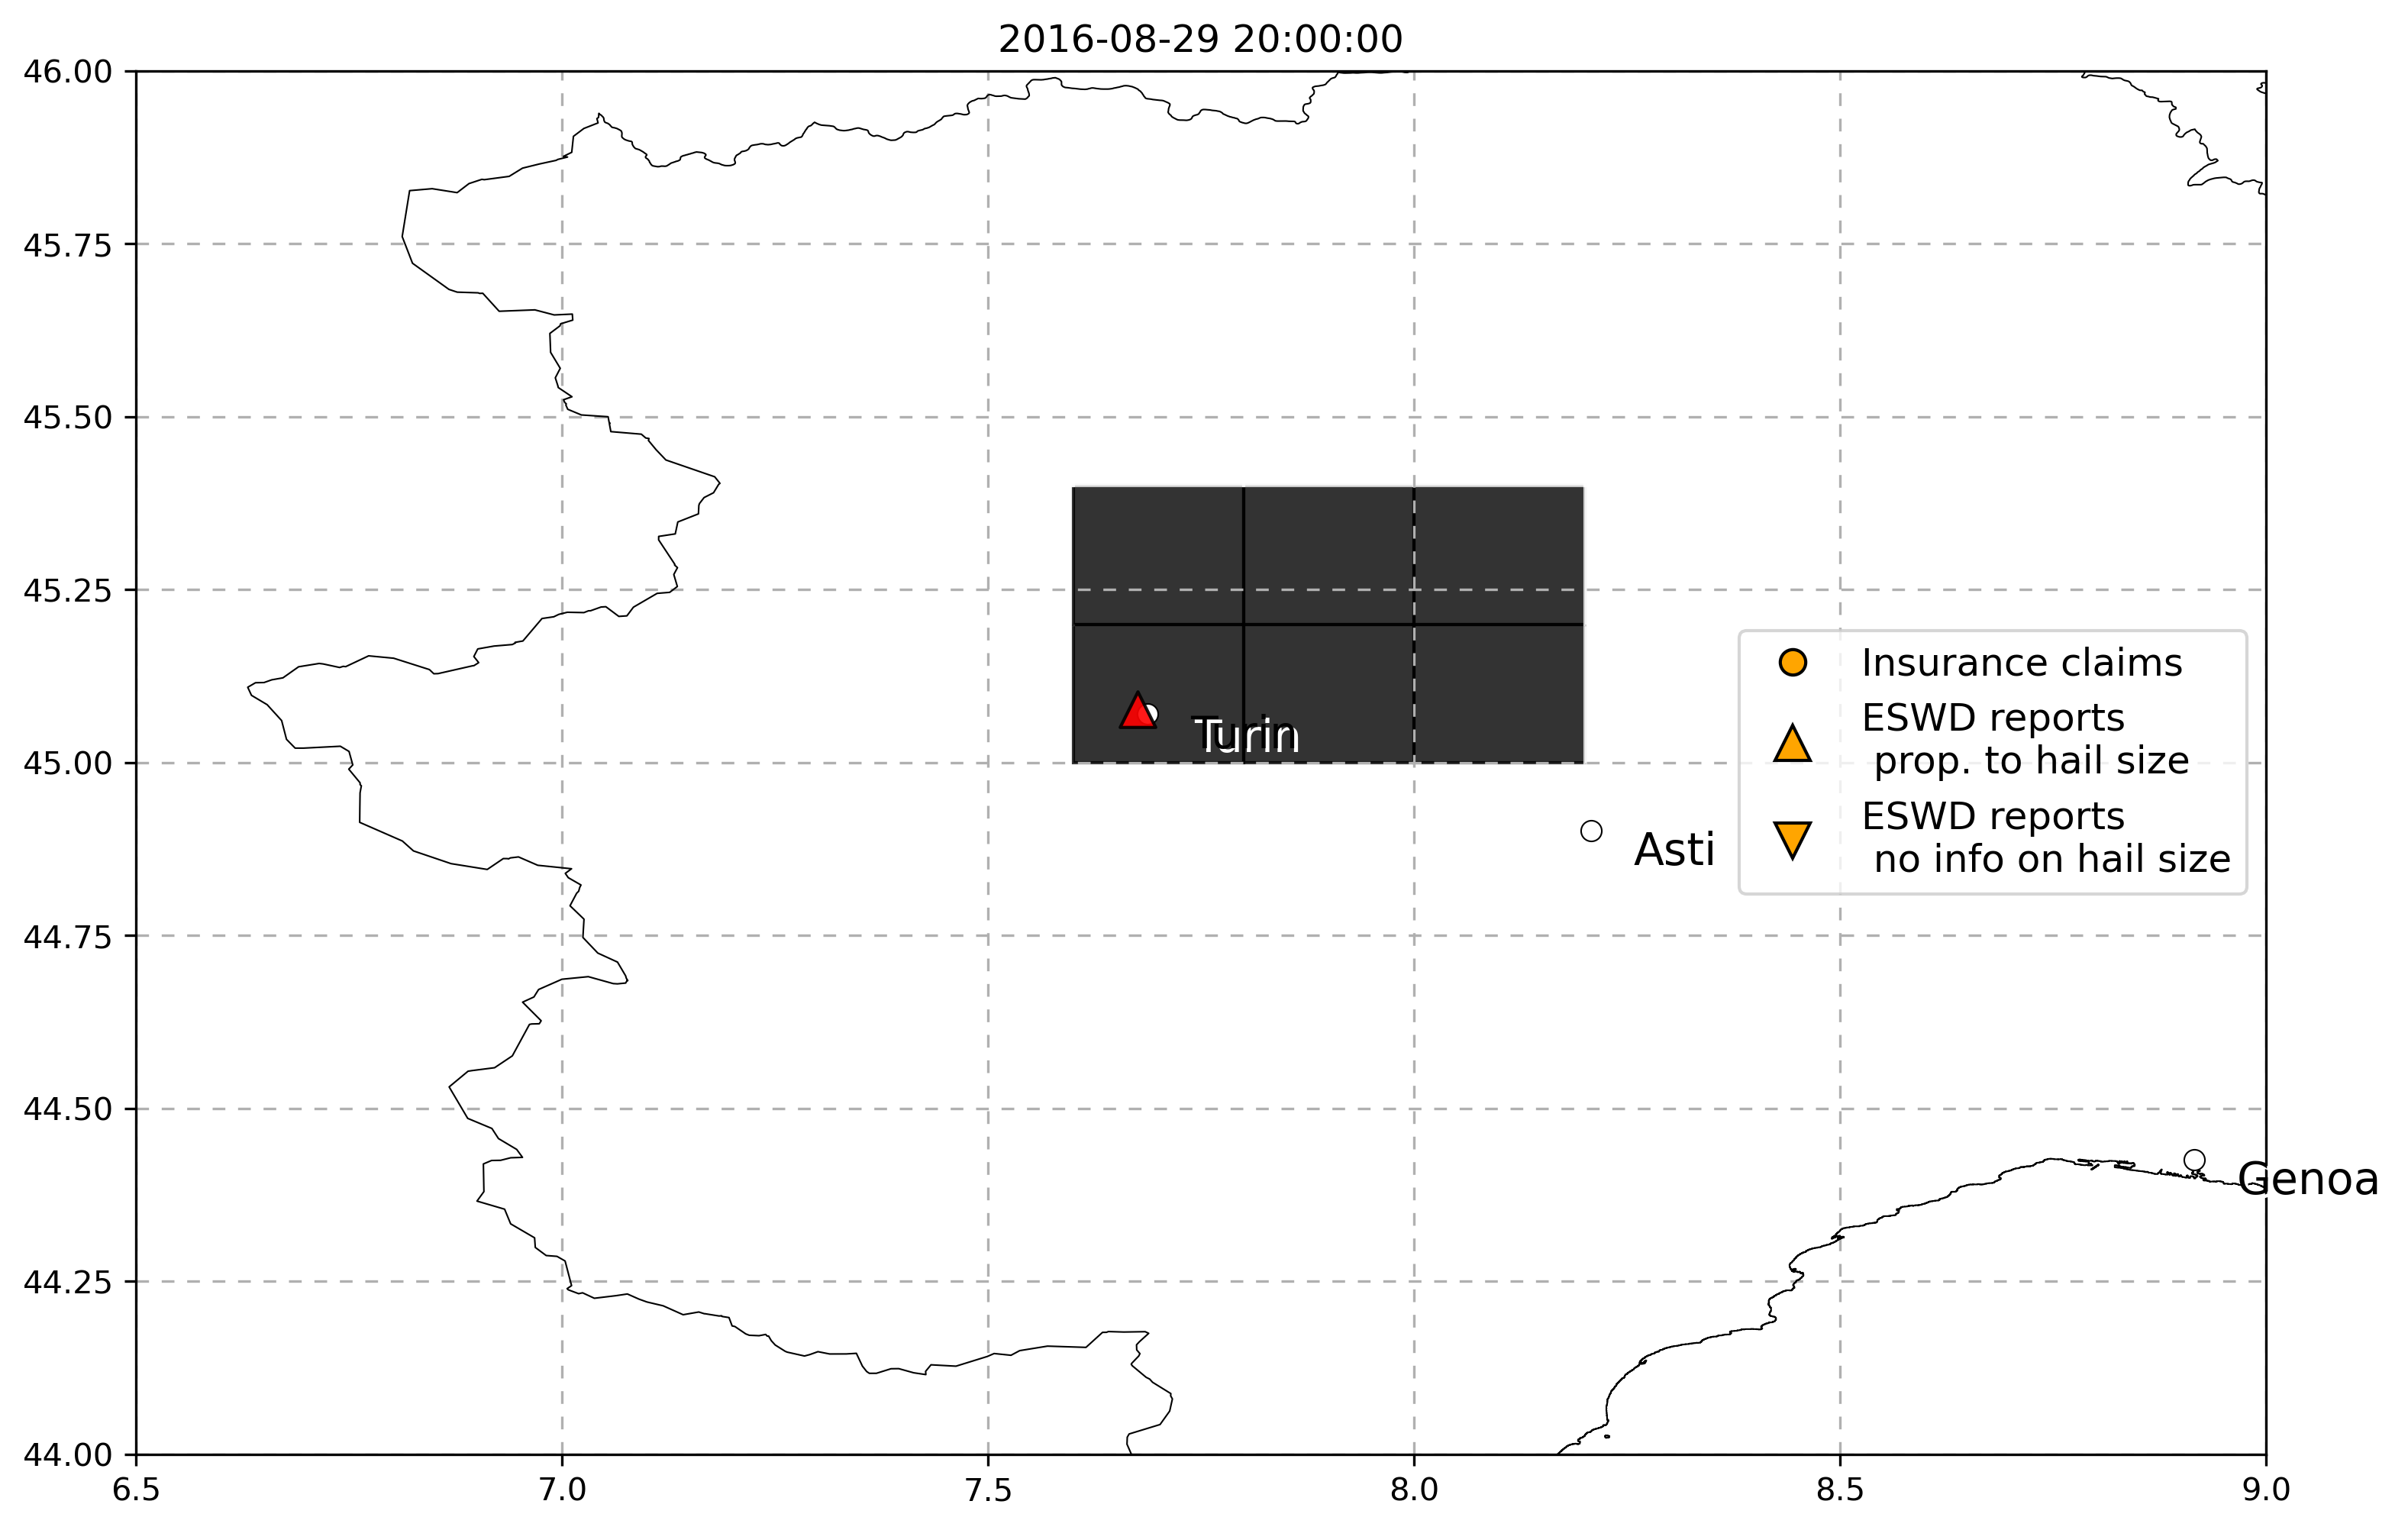 2016-08-29 20:00:00
46.00
45.75
45.50
45.25
45.00
44.75
44.50
44.25
44.00
6.5
7.0
7.5
8.0
8.5
9.0
Turin
Turin
Asti
Genoa
Insurance claims
ESWD reports
prop. to hail size
ESWD reports
no info on hail size